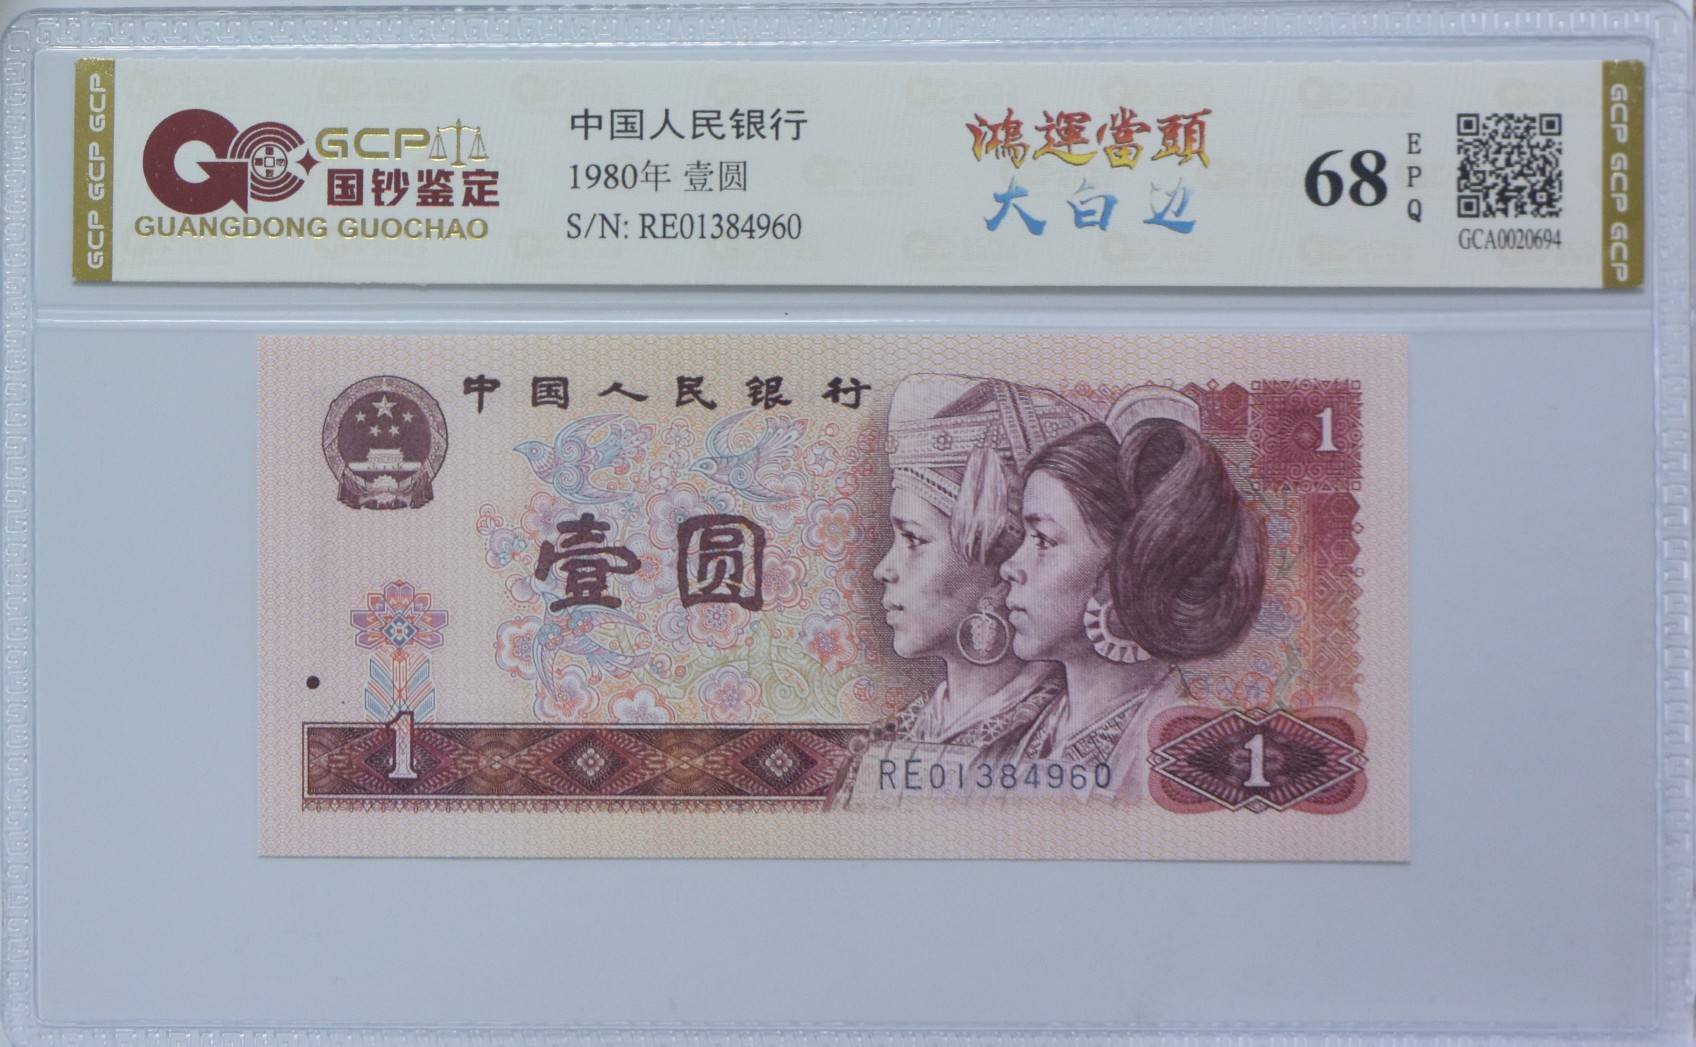 GCP GCP GCP
GCP
国钞鉴定
GUANGDONG GUOCHAO
中国人民银行
1980年 壹圆
S/N: RE01384960
鴻運當頭
大白边
68
EPQ
GCA0020694
GCP GCP GCP
中国人民银行
1
壹圆
1
RE01384960
1